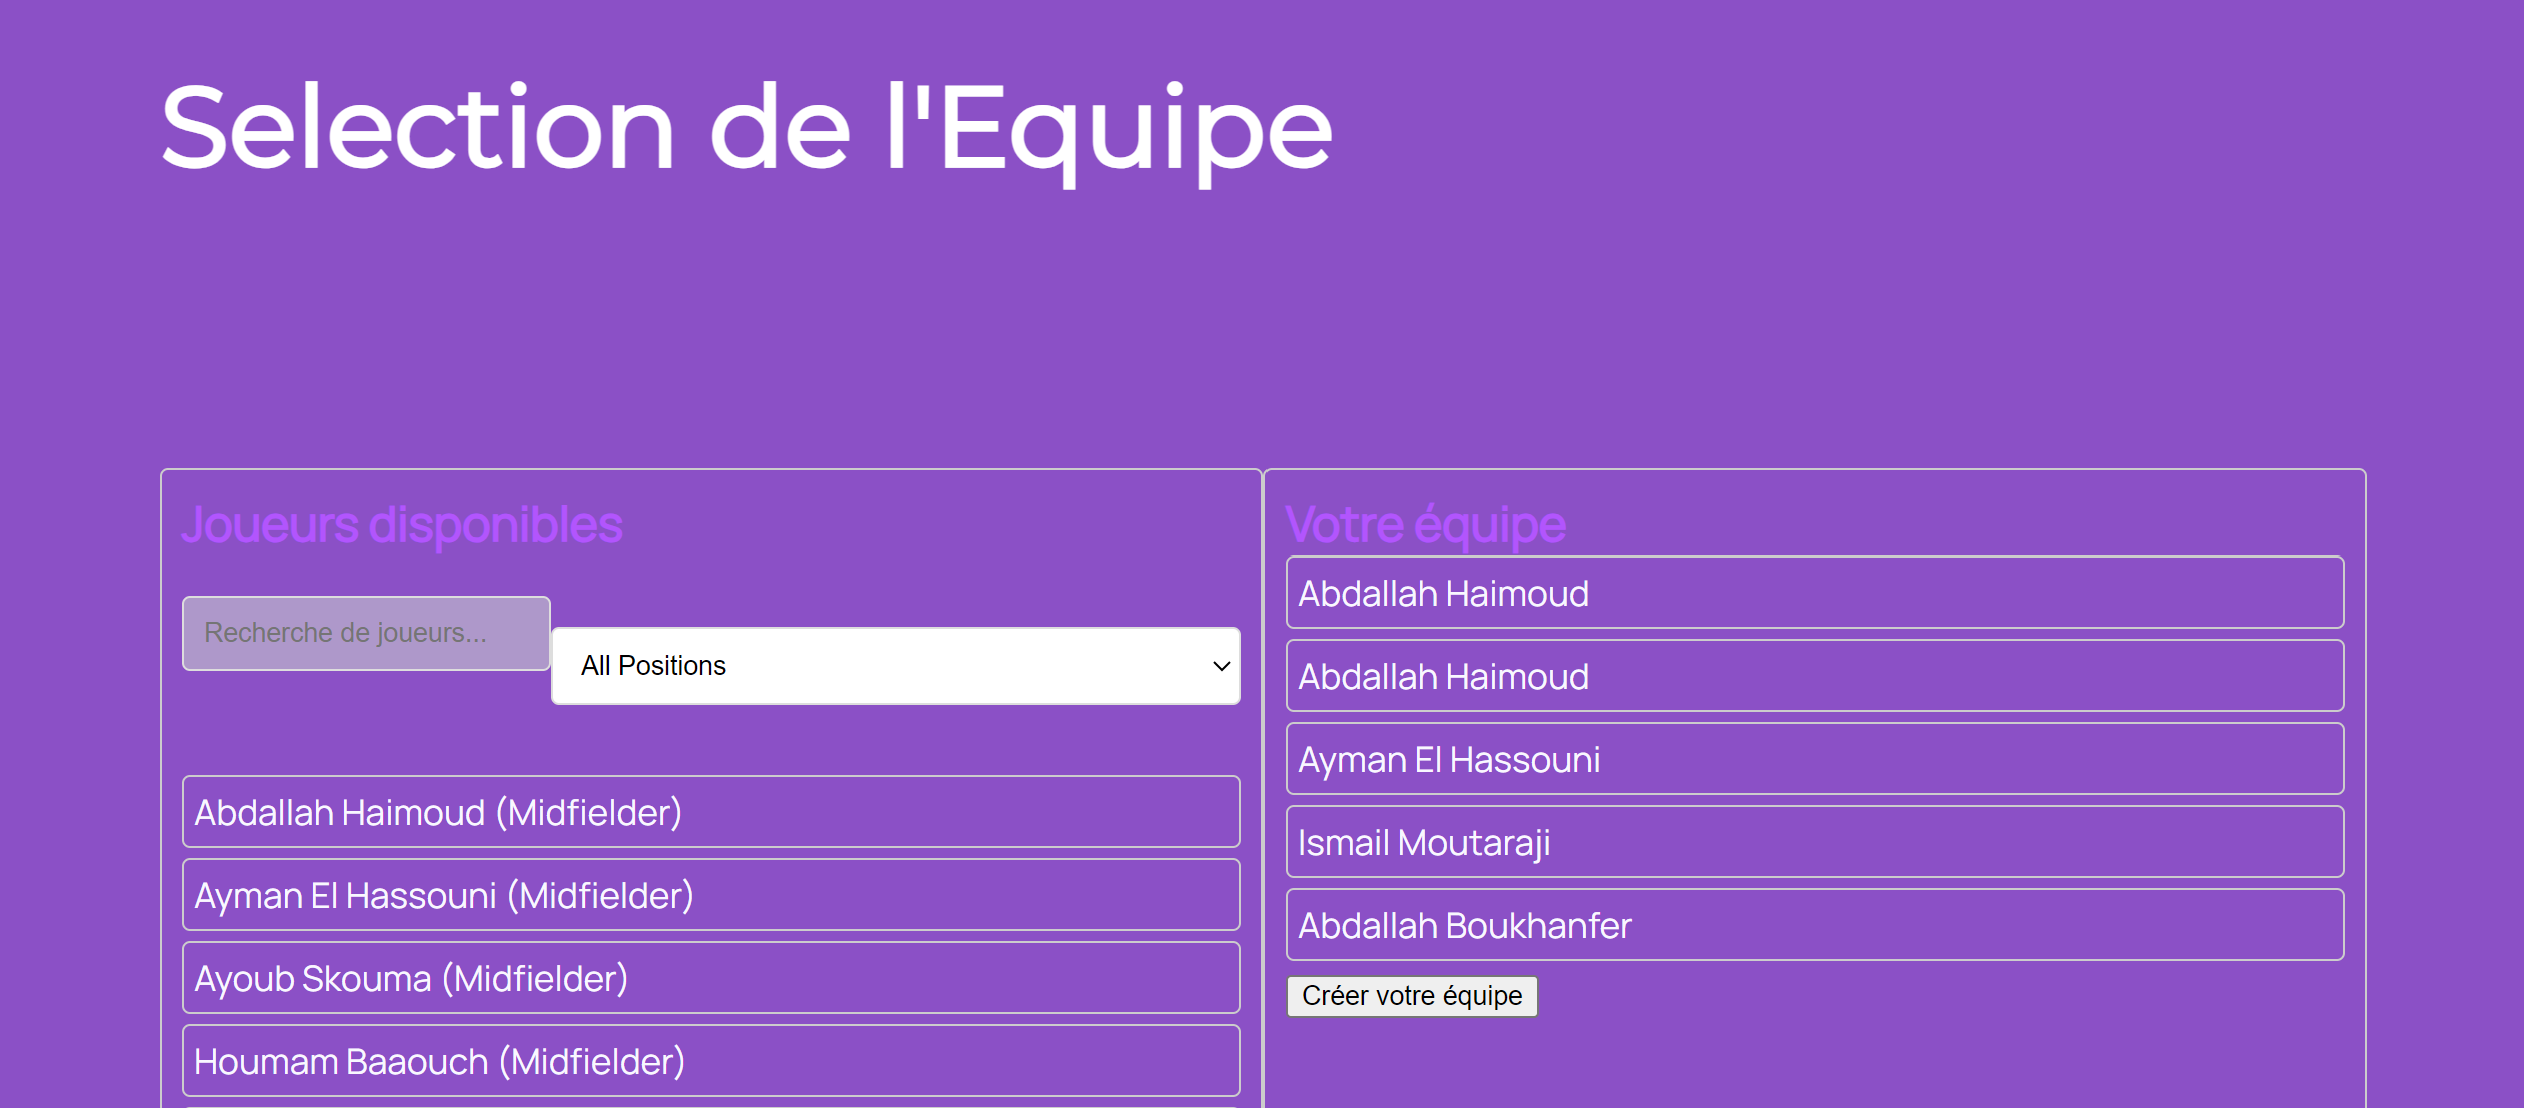 Selection de l'Equipe
Joueurs disponibles
Recherche de joueurs...
All Positions
Abdallah Haimoud (Midfielder)
Ayman El Hassouni (Midfielder)
Ayoub Skouma (Midfielder)
Houmam Baaouch (Midfielder)
Votre équipe
Abdallah Haimoud
Abdallah Haimoud
Ayman El Hassouni
Ismail Moutaraji
Abdallah Boukhanfer
Créer votre équipe